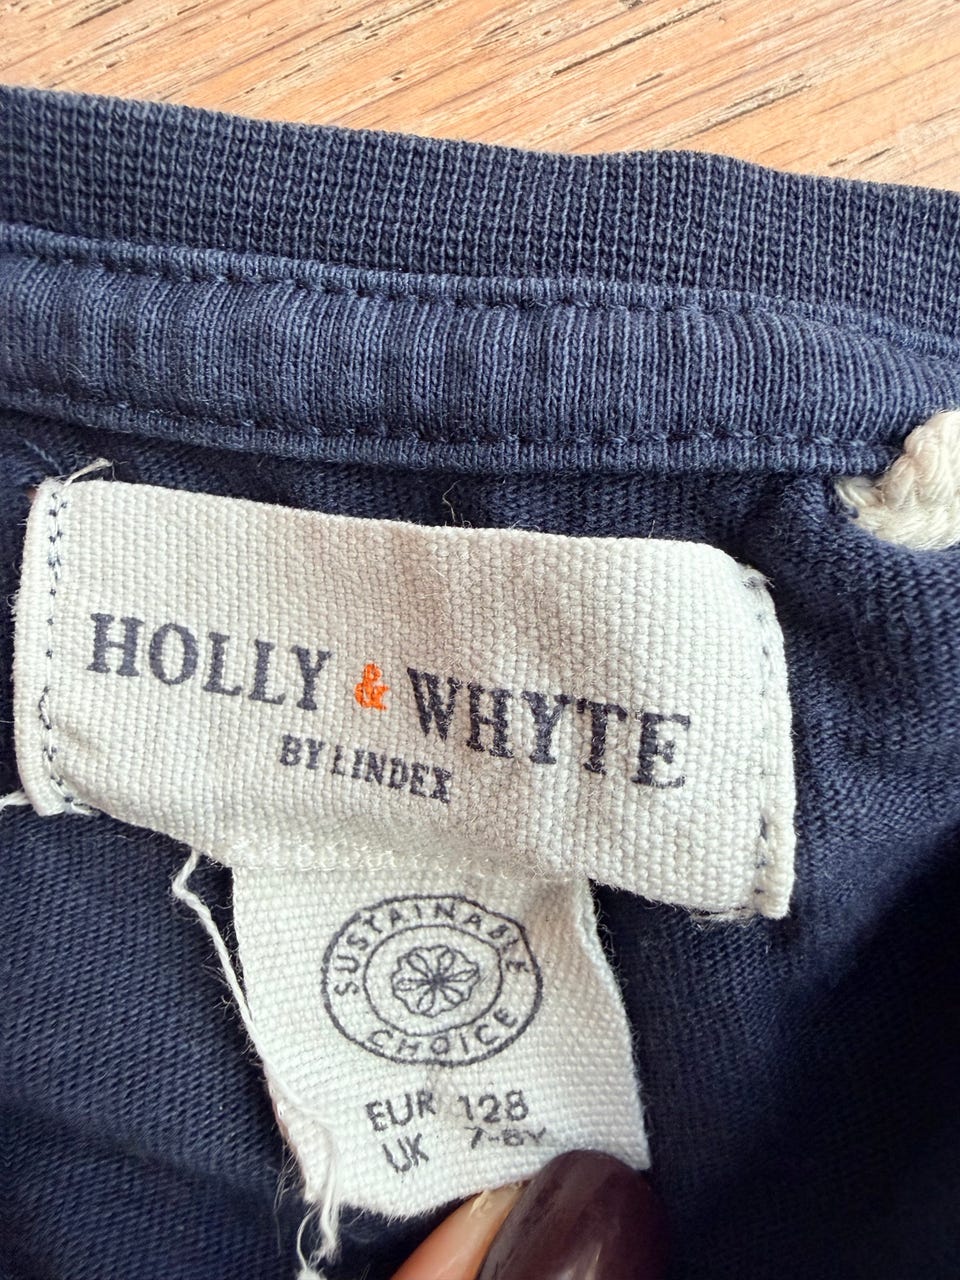 HOLLY & WHYTE
BY LINDEX
SUSTAINABLE
CHOICE
EUR 128
UK 7-8Y